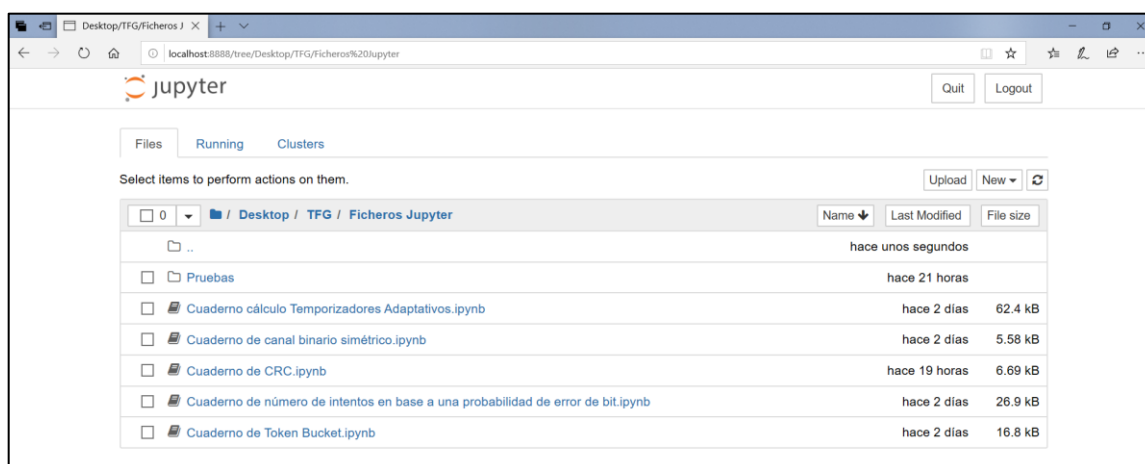 Desktop/TFG/Ficheros J
localhost:8888/tree/Desktop/TFG/Ficheros%20Jupyter
jupyter
Quit Logout
Files Running Clusters
Select items to perform actions on them.
Upload New
0 / Desktop / TFG / Ficheros Jupyter Name Last Modified File size
.. hace unos segundos
Pruebas hace 21 horas
Cuaderno cálculo Temporizadores Adaptativos.ipynb hace 2 días 62.4 kB
Cuaderno de canal binario simétrico.ipynb hace 2 días 5.58 kB
Cuaderno de CRC.ipynb hace 19 horas 6.69 kB
Cuaderno de número de intentos en base a una probabilidad de error de bit.ipynb hace 2 días 26.9 kB
Cuaderno de Token Bucket.ipynb hace 2 días 16.8 kB